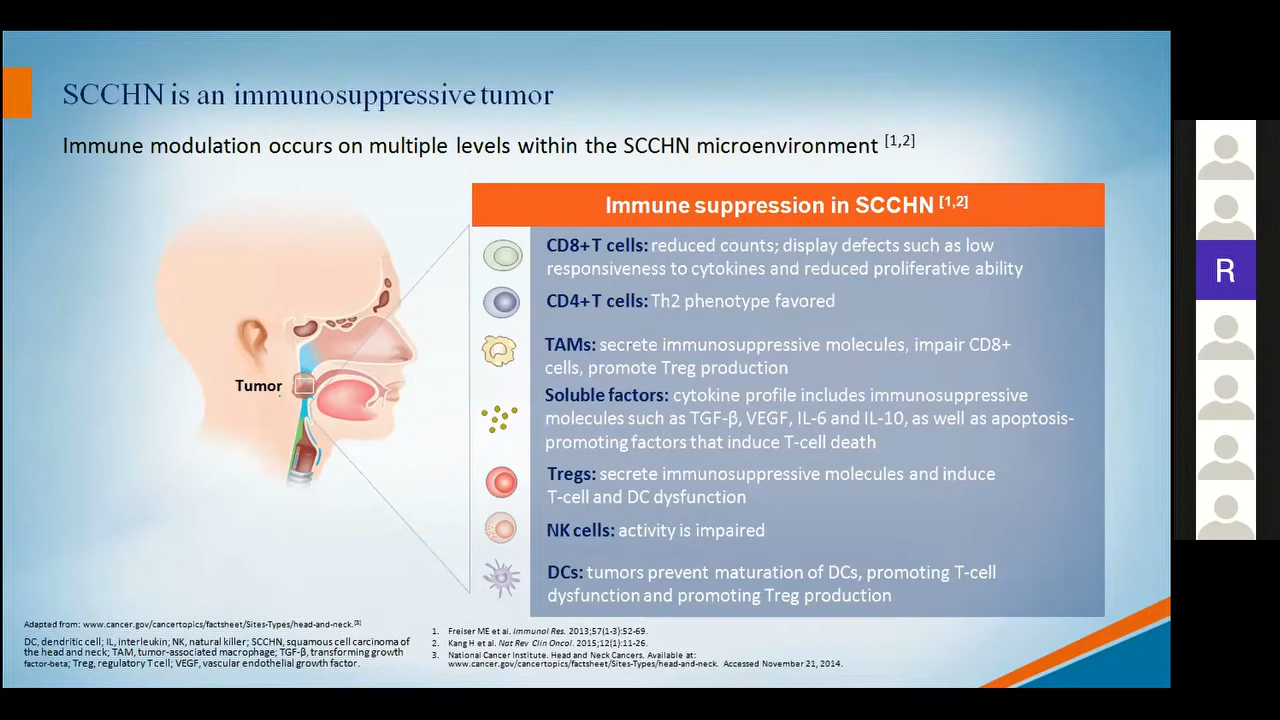 SCCHN is an immunosuppressive tumor
Immune modulation occurs on multiple levels within the SCCHN microenvironment [1,2]
Immune suppression in SCCHN [1,2]
CD8+T cells: reduced counts; display defects such as low
responsiveness to cytokines and reduced proliferative ability
CD4+T cells: Th2 phenotype favored
TAMs: secrete immunosuppressive molecules, impair CD8+
cells, promote Treg production
Soluble factors: cytokine profile includes immunosuppressive
molecules such as TGF-β, VEGF, IL-6 and IL-10, as well as apoptosis-
promoting factors that induce T-cell death
Tregs: secrete immunosuppressive molecules and induce
T-cell and DC dysfunction
NK cells: activity is impaired
DCs: tumors prevent maturation of DCs, promoting T-cell
dysfunction and promoting Treg production
Tumor
Adapted from: www.cancer.gov/cancertopics/factsheet/Sites-Types/head-and-neck.[3]
DC, dendritic cell; IL, interleukin; NK, natural killer; SCCHN, squamous cell carcinoma of
the head and neck; TAM, tumor-associated macrophage; TGF-β, transforming growth
factor-beta; Treg, regulatory T cell; VEGF, vascular endothelial growth factor.
1. Freiser ME et al. Immunol Res. 2013;57(1-3):52-69.
2. Kang H et al. Nat Rev Clin Oncol. 2015;12(1):11-26.
3. National Cancer Institute. Head and Neck Cancers. Available at:
www.cancer.gov/cancertopics/factsheet/Sites-Types/head-and-neck. Accessed November 21, 2014.
R